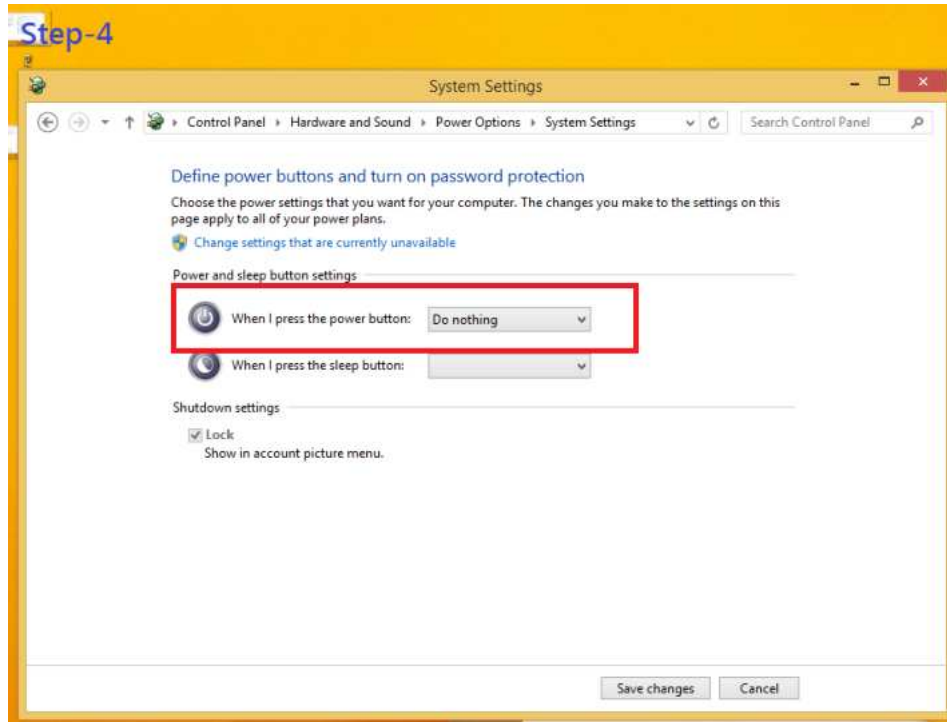 Step-4
System Settings
Control Panel Hardware and Sound Power Options System Settings Search Control Panel
Define power buttons and turn on password protection
Choose the power settings that you want for your computer. The changes you make to the settings on this
page apply to all of your power plans.
Change settings that are currently unavailable
Power and sleep button settings
When I press the power button: Do nothing
When I press the sleep button:
Shutdown settings
Lock
Show in account picture menu.
Save changes Cancel